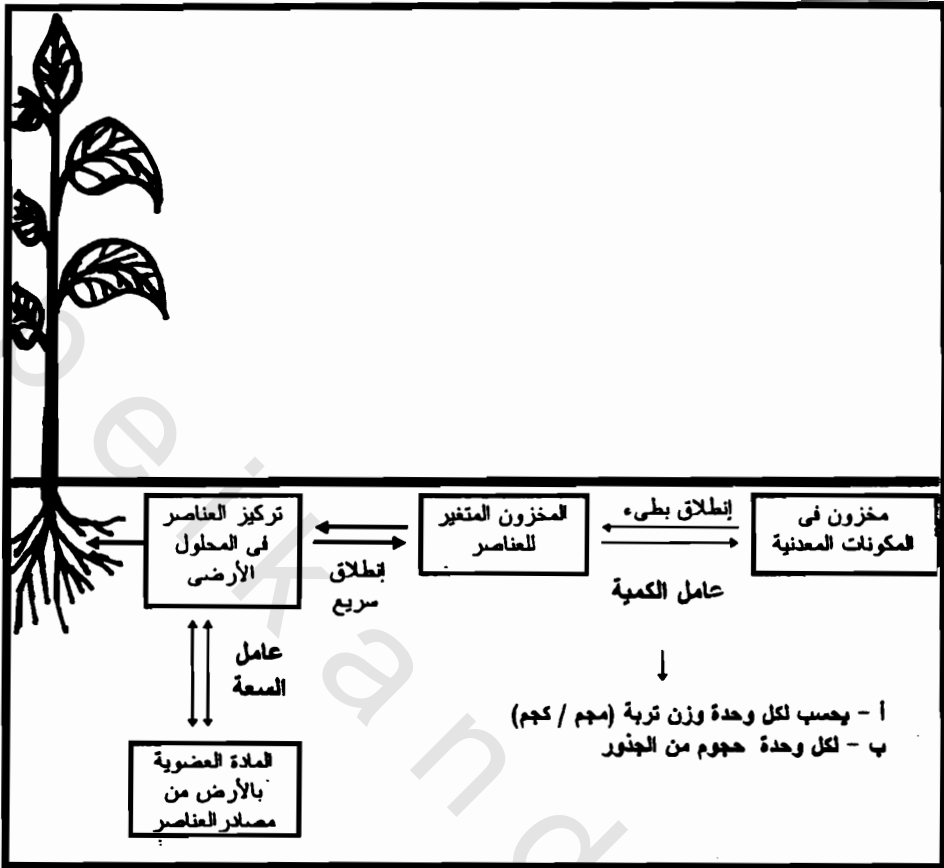 تركيز العناصر
فى المحلول
الأرضى
المخزون المتغير
للعناصر
مخزون فى
المكونات المعدنية
إنطلاق بطىء
إنطلاق
سريع
عامل الكمية
عامل
السعة
أ - يحسب لكل وحدة وزن تربة (مجم / كجم)
ب - لكل وحدة حجوم من الجذور
المادة العضوية
بالأرض من
مصادر العناصر
o e i k a n d